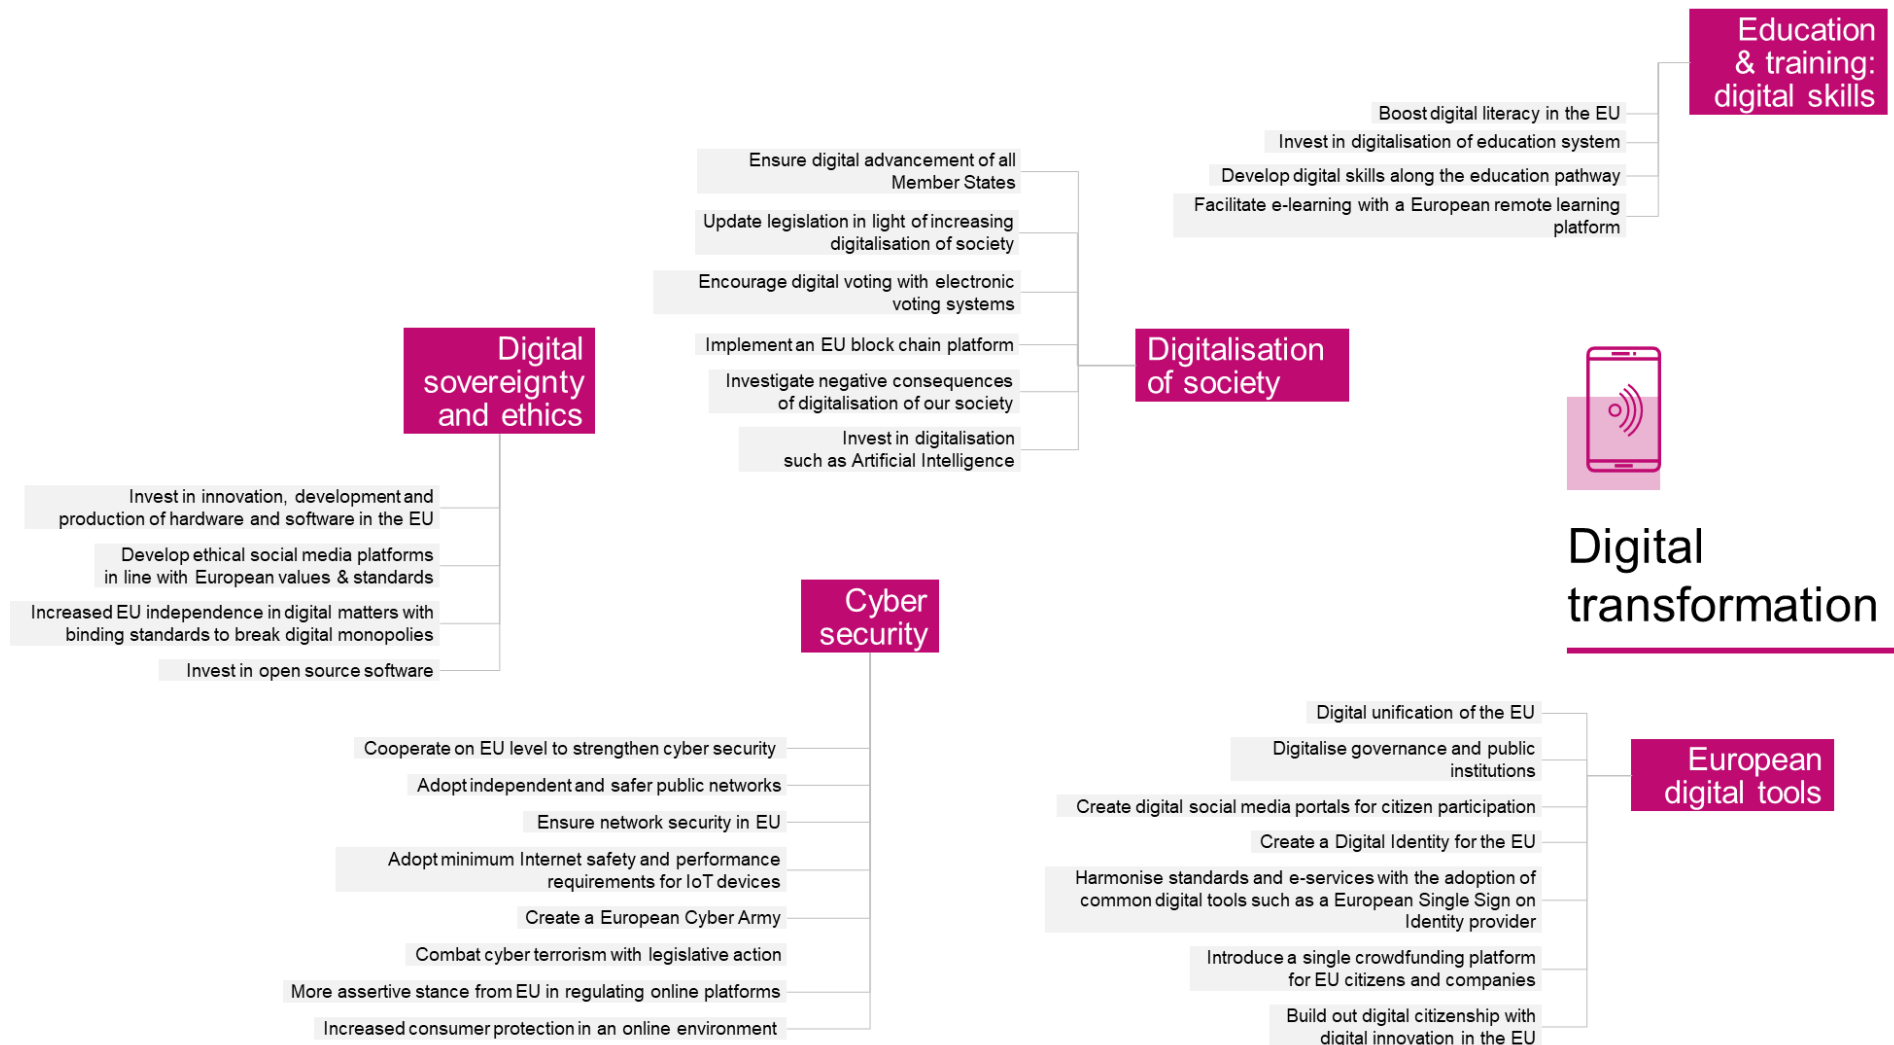 Education
& training:
digital skills
Boost digital literacy in the EU
Invest in digitalisation of education system
Develop digital skills along the education pathway
Facilitate e-learning with a European remote learning
platform
Digitalisation
of society
Ensure digital advancement of all
Member States
Update legislation in light of increasing
digitalisation of society
Encourage digital voting with electronic
voting systems
Implement an EU block chain platform
Investigate negative consequences
of digitalisation of our society
Invest in digitalisation
such as Artificial Intelligence
Digital
sovereignty
and ethics
Invest in innovation, development and
production of hardware and software in the EU
Develop ethical social media platforms
in line with European values & standards
Increased EU independence in digital matters with
binding standards to break digital monopolies
Invest in open source software
Digital
transformation
Cyber
security
Cooperate on EU level to strengthen cyber security
Adopt independent and safer public networks
Ensure network security in EU
Adopt minimum Internet safety and performance
requirements for IoT devices
Create a European Cyber Army
Combat cyber terrorism with legislative action
More assertive stance from EU in regulating online platforms
Increased consumer protection in an online environment
European
digital tools
Digital unification of the EU
Digitalise governance and public
institutions
Create digital social media portals for citizen participation
Create a Digital Identity for the EU
Harmonise standards and e-services with the adoption of
common digital tools such as a European Single Sign on
Identity provider
Introduce a single crowdfunding platform
for EU citizens and companies
Build out digital citizenship with
digital innovation in the EU